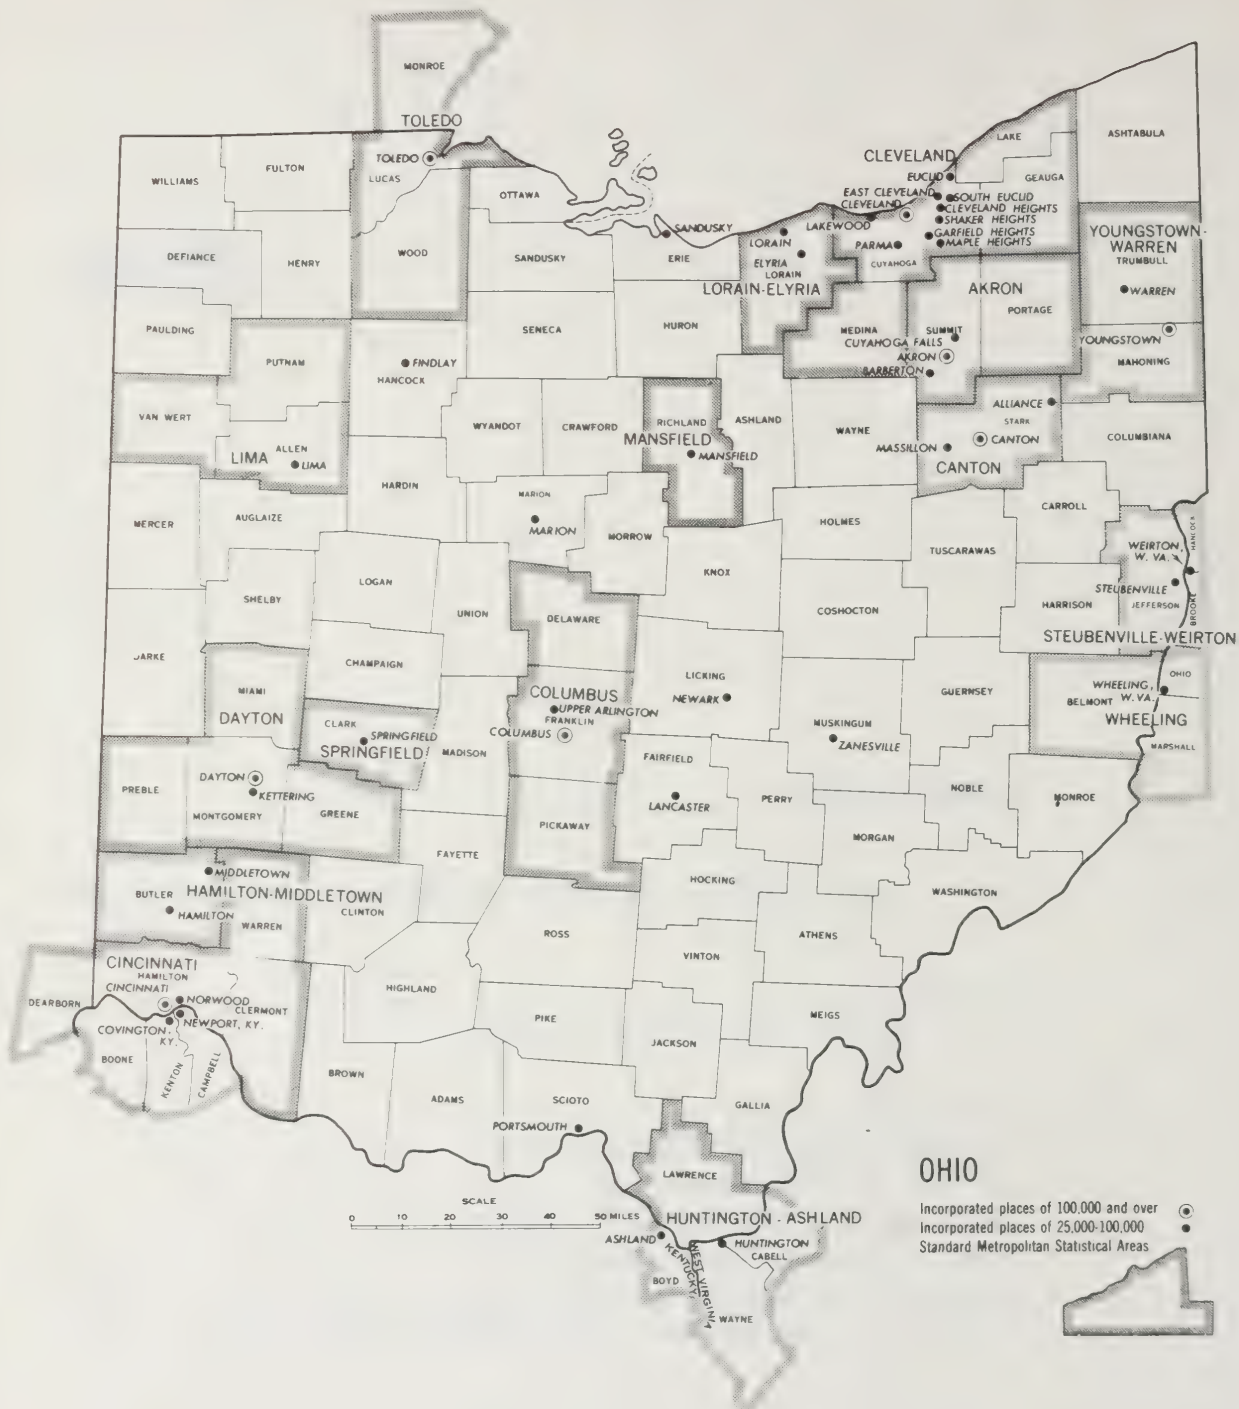 MONROE
TOLEDO
TOLEDO
LUCAS
WILLIAMS
FULTON
OTTAWA
CLEVELAND
LAKE
ASHTABULA
EUCLID
GEAUGA
EAST CLEVELAND
SOUTH EUCLID
CLEVELAND
CLEVELAND HEIGHTS
LAKEWOOD
SHAKER HEIGHTS
SANDUSKY
LORAIN
GARFIELD HEIGHTS
PARMA
MAPLE HEIGHTS
YOUNGSTOWN-
WARREN
TRUMBULL
DEFIANCE
HENRY
WOOD
SANDUSKY
ERIE
ELYRIA
LORAIN
CUYAHOGA
LORAIN-ELYRIA
AKRON
WARREN
PAULDING
PUTNAM
SENECA
HURON
MEDINA
SUMMIT
PORTAGE
CUYAHOGA FALLS
YOUNGSTOWN
AKRON
BARBERTON
MAHONING
FINDLAY
HANCOCK
VAN WERT
ALLEN
LIMA
LIMA
WYANDOT
CRAWFORD
RICHLAND
MANSFIELD
MANSFIELD
ASHLAND
WAYNE
ALLIANCE
STARK
MASSILLON
CANTON
CANTON
COLUMBIANA
MERCER
AUGLAIZE
HARDIN
MARION
MARION
MORROW
HOLMES
TUSCARAWAS
CARROLL
HANCOCK
WEIRTON,
W. VA.
STEUBENVILLE
JEFFERSON
BROOKE
SHELBY
LOGAN
UNION
DELAWARE
KNOX
COSHOCTON
HARRISON
STEUBENVILLE-WEIRTON
JARKE
CHAMPAIGN
MIAMI
DAYTON
LICKING
NEWARK
GUERNSEY
OHIO
WHEELING,
W. VA.
BELMONT
WHEELING
MARSHALL
CLARK
SPRINGFIELD
SPRINGFIELD
MADISON
COLUMBUS
UPPER ARLINGTON
FRANKLIN
COLUMBUS
MUSKINGUM
ZANESVILLE
PREBLE
DAYTON
KETTERING
MONTGOMERY
GREENE
FAIRFIELD
LANCASTER
PERRY
NOBLE
MONROE
PICKAWAY
MORGAN
FAYETTE
MIDDLETOWN
BUTLER
HAMILTON-MIDDLETOWN
HAMILTON
WARREN
CLINTON
HOCKING
WASHINGTON
ROSS
ATHENS
VINTON
CINCINNATI
HAMILTON
CINCINNATI
DEARBORN
NORWOOD
CLERMONT
NEWPORT, KY.
COVINGTON-
KY.
BOONE
KENTON
CAMPBELL
HIGHLAND
PIKE
JACKSON
MEIGS
BROWN
ADAMS
SCIOTO
GALLIA
PORTSMOUTH
LAWRENCE
SCALE
0 10 20 30 40 50 MILES
HUNTINGTON - ASHLAND
ASHLAND
HUNTINGTON
CABELL
KENTUCKY
WEST VIRGINIA
BOYD
WAYNE
OHIO
Incorporated places of 100,000 and over
Incorporated places of 25,000-100,000
Standard Metropolitan Statistical Areas